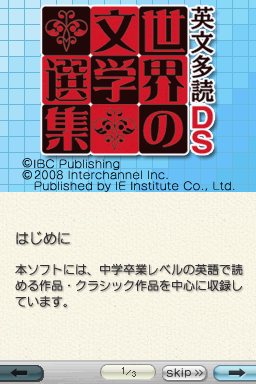 英文多読DS
世界の
文学
選集
©IBC Publishing
©2008 Interchannel Inc.
Published by IE Institute Co., Ltd.
はじめに
本ソフトには、中学卒業レベルの英語で読
める作品・クラシック作品を中心に収録し
ています。
1/3
skip